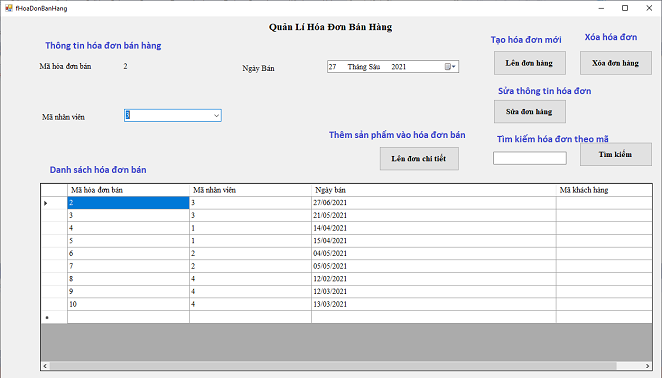 fHoaDonBanHang
Quản Lí Hóa Đơn Bán Hàng
Thông tin hóa đơn bán hàng
Tạo hóa đơn mới
Xóa hóa đơn
Mã hòa đơn bán 2
Ngày Bán
27 Tháng Sáu 2021
Lên đơn hàng
Xóa đơn hàng
Sửa thông tin hóa đơn
Mã nhân viên 3
Sửa đơn hàng
Thêm sản phẩm vào hóa đơn bán
Tìm kiếm hóa đơn theo mã
Lên đơn chi tiết
Tìm kiếm
Danh sách hóa đơn bán
Mã hòa đơn bán Mã nhân viên Ngày bán Mã khách hàng
2 3 27/06/2021
3 3 21/05/2021
4 1 14/04/2021
5 1 15/04/2021
6 2 04/05/2021
7 2 05/05/2021
8 4 12/02/2021
9 4 12/03/2021
10 4 13/03/2021